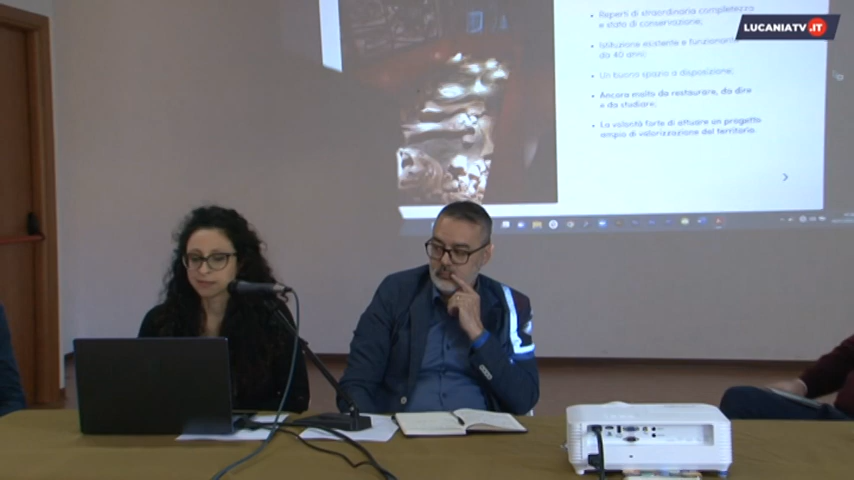 LUCANIATV.IT
Reperti di straordinaria completezza
e stato di conservazione;
Istituzione esistente e funzionante
da 40 anni;
Un buono spazio a disposizione;
Ancora molto da restaurare, da dire
e da studiare;
La volontà forte di attuare un progetto
ampio di valorizzazione del territorio.